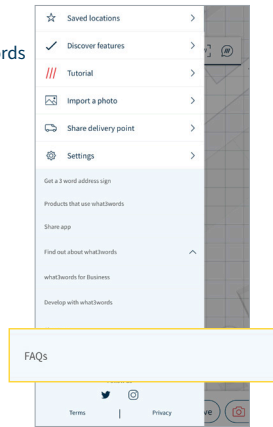 rds
Saved locations
Discover features
Tutorial
Import a photo
Share delivery point
Settings
Get a 3 word address sign
Products that use what3words
Share app
Find out about what3words
what3words for Business
Develop with what3words
FAQs
Terms | Privacy
ve